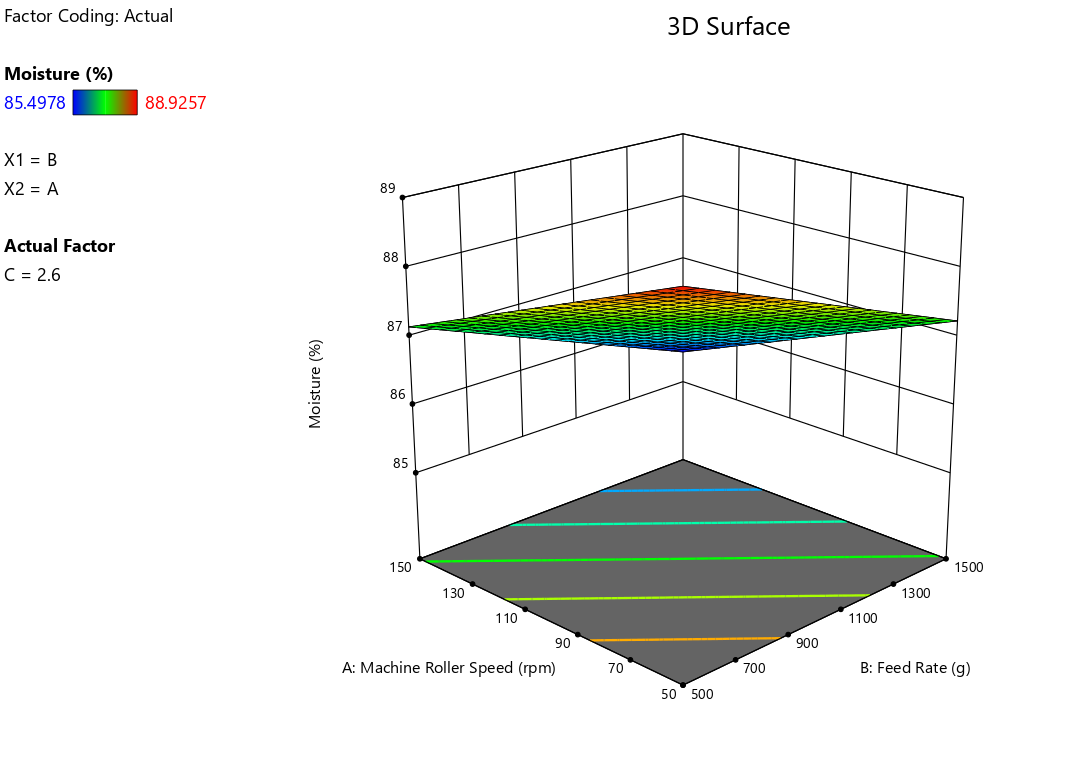 Factor Coding: Actual
3D Surface
Moisture (%)
85.4978 88.9257
X1 = B
X2 = A
Actual Factor
C = 2.6
89
88
87
86
85
Moisture (%)
150
130
110
90
70
50
500
700
900
1100
1300
1500
A: Machine Roller Speed (rpm)
B: Feed Rate (g)